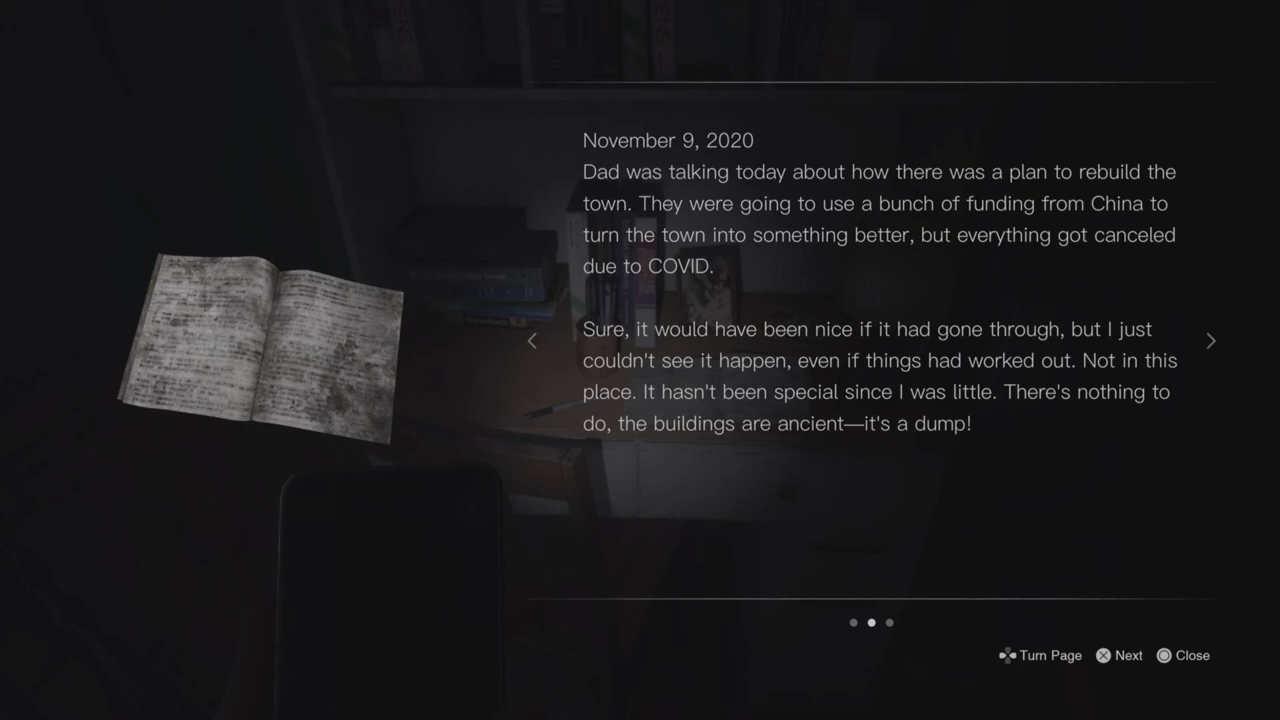 November 9, 2020
Dad was talking today about how there was a plan to rebuild the
town. They were going to use a bunch of funding from China to
turn the town into something better, but everything got canceled
due to COVID.
Sure, it would have been nice if it had gone through, but I just
couldn't see it happen, even if things had worked out. Not in this
place. It hasn't been special since I was little. There's nothing to
do, the buildings are ancient—it's a dump!
Turn Page Next Close